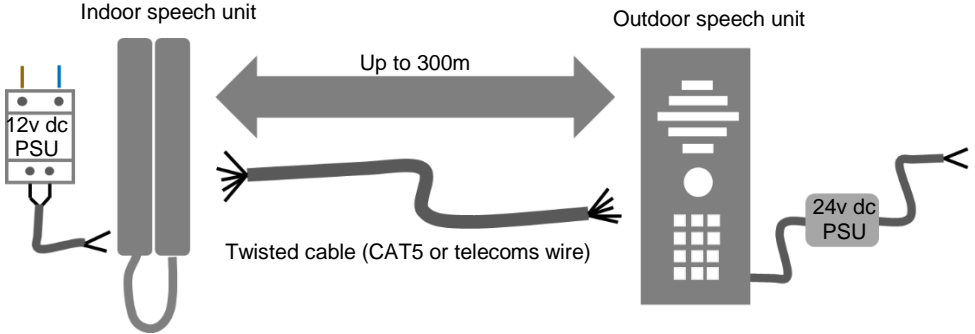 Indoor speech unit
Outdoor speech unit
Up to 300m
12v dc
PSU
24v dc
PSU
Twisted cable (CAT5 or telecoms wire)